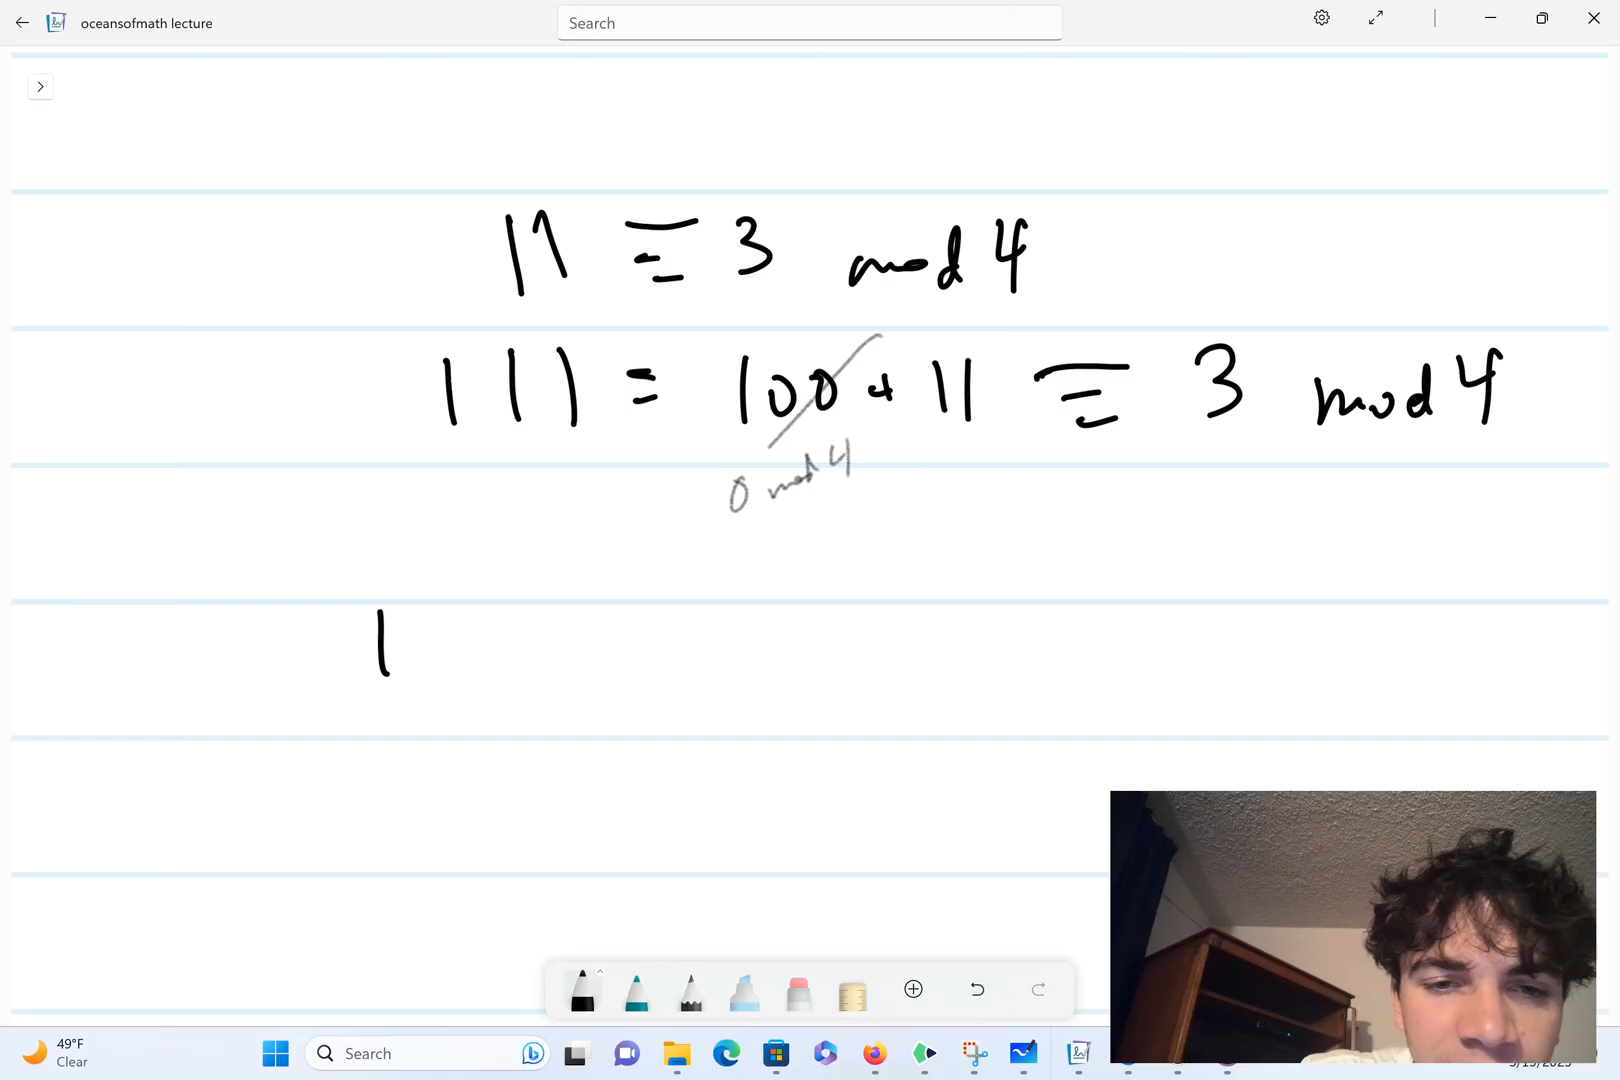 oceansofmath lecture
Search
11 ≡ 3 mod 4
111 = 100 + 11 ≡ 3 mod 4
0 mod 4
1
49°F
Clear
Search